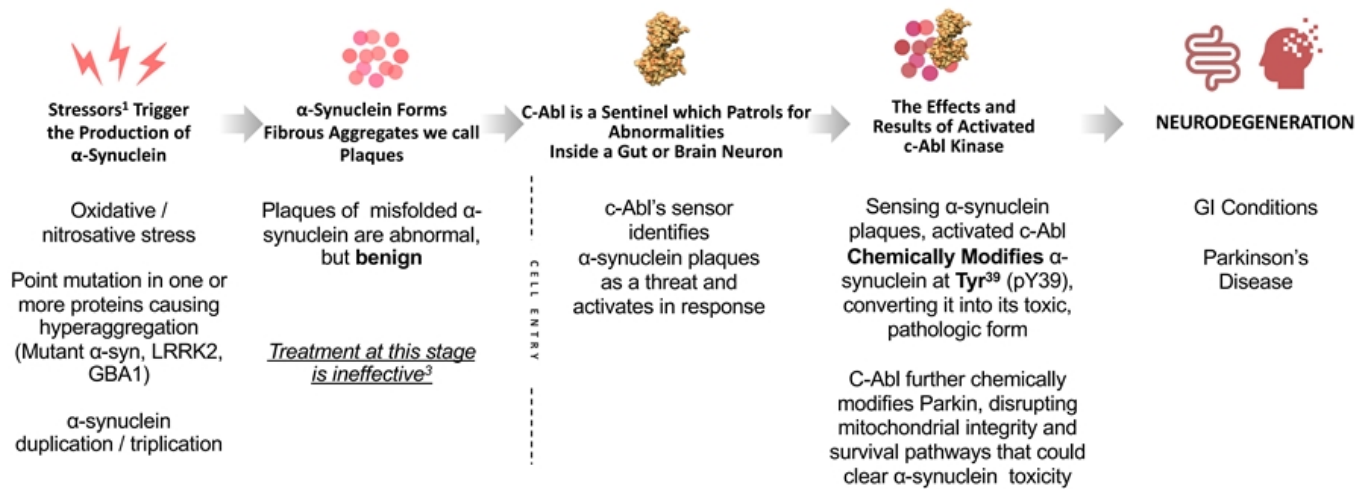 Stressors¹ Trigger
the Production of
α-Synuclein
Oxidative /
nitrosative stress
Point mutation in one or
more proteins causing
hyperaggregation
(Mutant α-syn, LRRK2,
GBA1)
α-synuclein
duplication / triplication
α-Synuclein Forms
Fibrous Aggregates we call
Plaques
Plaques of misfolded α-
synuclein are abnormal,
but benign
Treatment at this stage
is ineffective³
CELL ENTRY
C-Abl is a Sentinel which Patrols for
Abnormalities
Inside a Gut or Brain Neuron
c-Abl's sensor
identifies
α-synuclein plaques
as a threat and
activates in response
The Effects and
Results of Activated
c-Abl Kinase
Sensing α-synuclein
plaques, activated c-Abl
Chemically Modifies α-
synuclein at Tyr³⁹ (pY39),
converting it into its toxic,
pathologic form
C-Abl further chemically
modifies Parkin, disrupting
mitochondrial integrity and
survival pathways that could
clear α-synuclein toxicity
NEURODEGENERATION
GI Conditions
Parkinson's
Disease